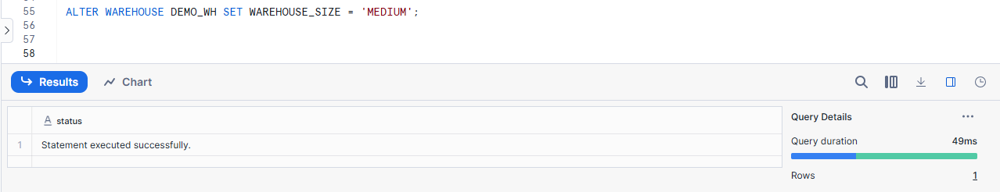 55 ALTER WAREHOUSE DEMO_WH SET WAREHOUSE_SIZE = 'MEDIUM';
56
57
58
Results Chart
A status
1 Statement executed successfully.
Query Details ...
Query duration 49ms
Rows 1